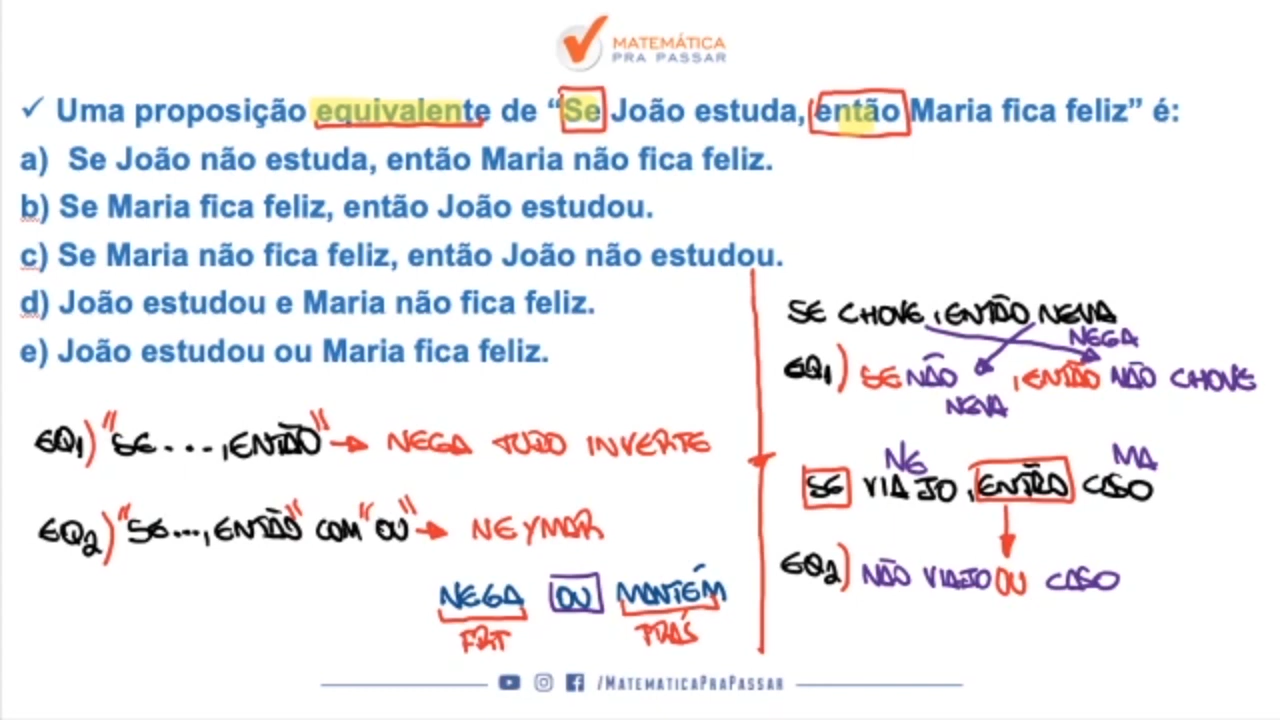 MATEMÁTICA
PRA PASSAR
✓ Uma proposição equivalente de “Se João estuda, então Maria fica feliz” é:
a) Se João não estuda, então Maria não fica feliz.
b) Se Maria fica feliz, então João estudou.
c) Se Maria não fica feliz, então João não estudou.
d) João estudou e Maria não fica feliz.
e) João estudou ou Maria fica feliz.
EQ1) "SE . . . , ENTÃO" → NEGA TUDO INVERTE
EQ2) "SE..., ENTÃO" COM "OU" → NEYMAR
NEGA OU MANTÉM
FRT TRÁS
SE CHOVE, ENTÃO NEVA
NEGA
EQ1) SE NÃO , ENTÃO NÃO CHOVE
NEVA
NE MA
SE VIAJO, ENTÃO CASO
EQ2) NÃO VIAJO OU CASO
/MATEMATICAPRAPASSAR